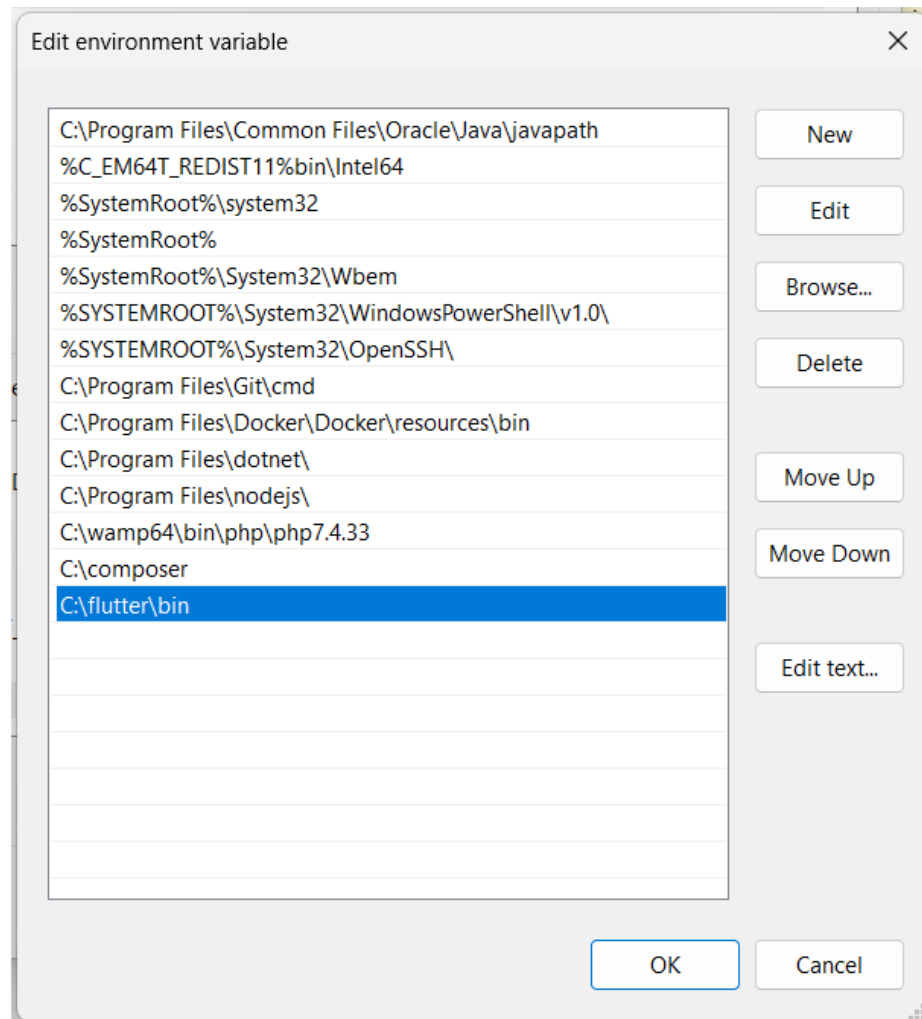 Edit environment variable
C:\Program Files\Common Files\Oracle\Java\javapath
%C_EM64T_REDIST11%bin\Intel64
%SystemRoot%\system32
%SystemRoot%
%SystemRoot%\System32\Wbem
%SYSTEMROOT%\System32\WindowsPowerShell\v1.0\
%SYSTEMROOT%\System32\OpenSSH\
C:\Program Files\Git\cmd
C:\Program Files\Docker\Docker\resources\bin
C:\Program Files\dotnet\
C:\Program Files\nodejs\
C:\wamp64\bin\php\php7.4.33
C:\composer
C:\flutter\bin
New
Edit
Browse...
Delete
Move Up
Move Down
Edit text...
OK
Cancel